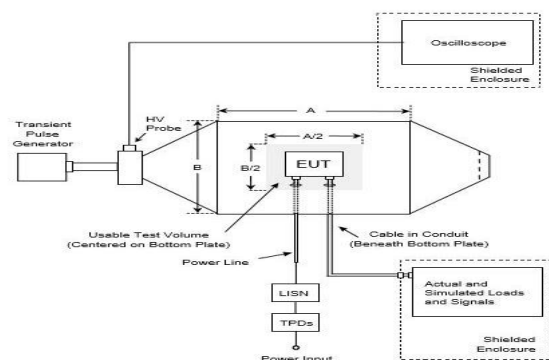 Oscilloscope
Shielded
Enclosure
A
Transient
Pulse
Generator
HV
Probe
A/2
B
B/2
EUT
Usable Test Volume
(Centered on Bottom Plate)
Cable in Conduit
(Beneath Bottom Plate)
Power Line
LISN
TPDs
Power Input
Actual and
Simulated Loads
and Signals
Shielded
Enclosure